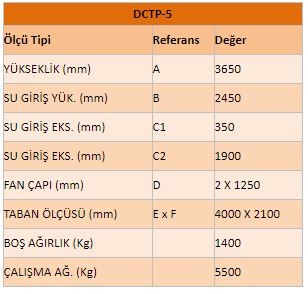 DCTP-5
Ölçü Tipi Referans Değer
YÜKSEKLİK (mm) A 3650
SU GİRİŞ YÜK. (mm) B 2450
SU GİRİŞ EKS. (mm) C1 350
SU GİRİŞ EKS. (mm) C2 1900
FAN ÇAPI (mm) D 2 X 1250
TABAN ÖLÇÜSÜ (mm) E x F 4000 X 2100
BOŞ AĞIRLIK (Kg) 1400
ÇALIŞMA AĞ. (Kg) 5500